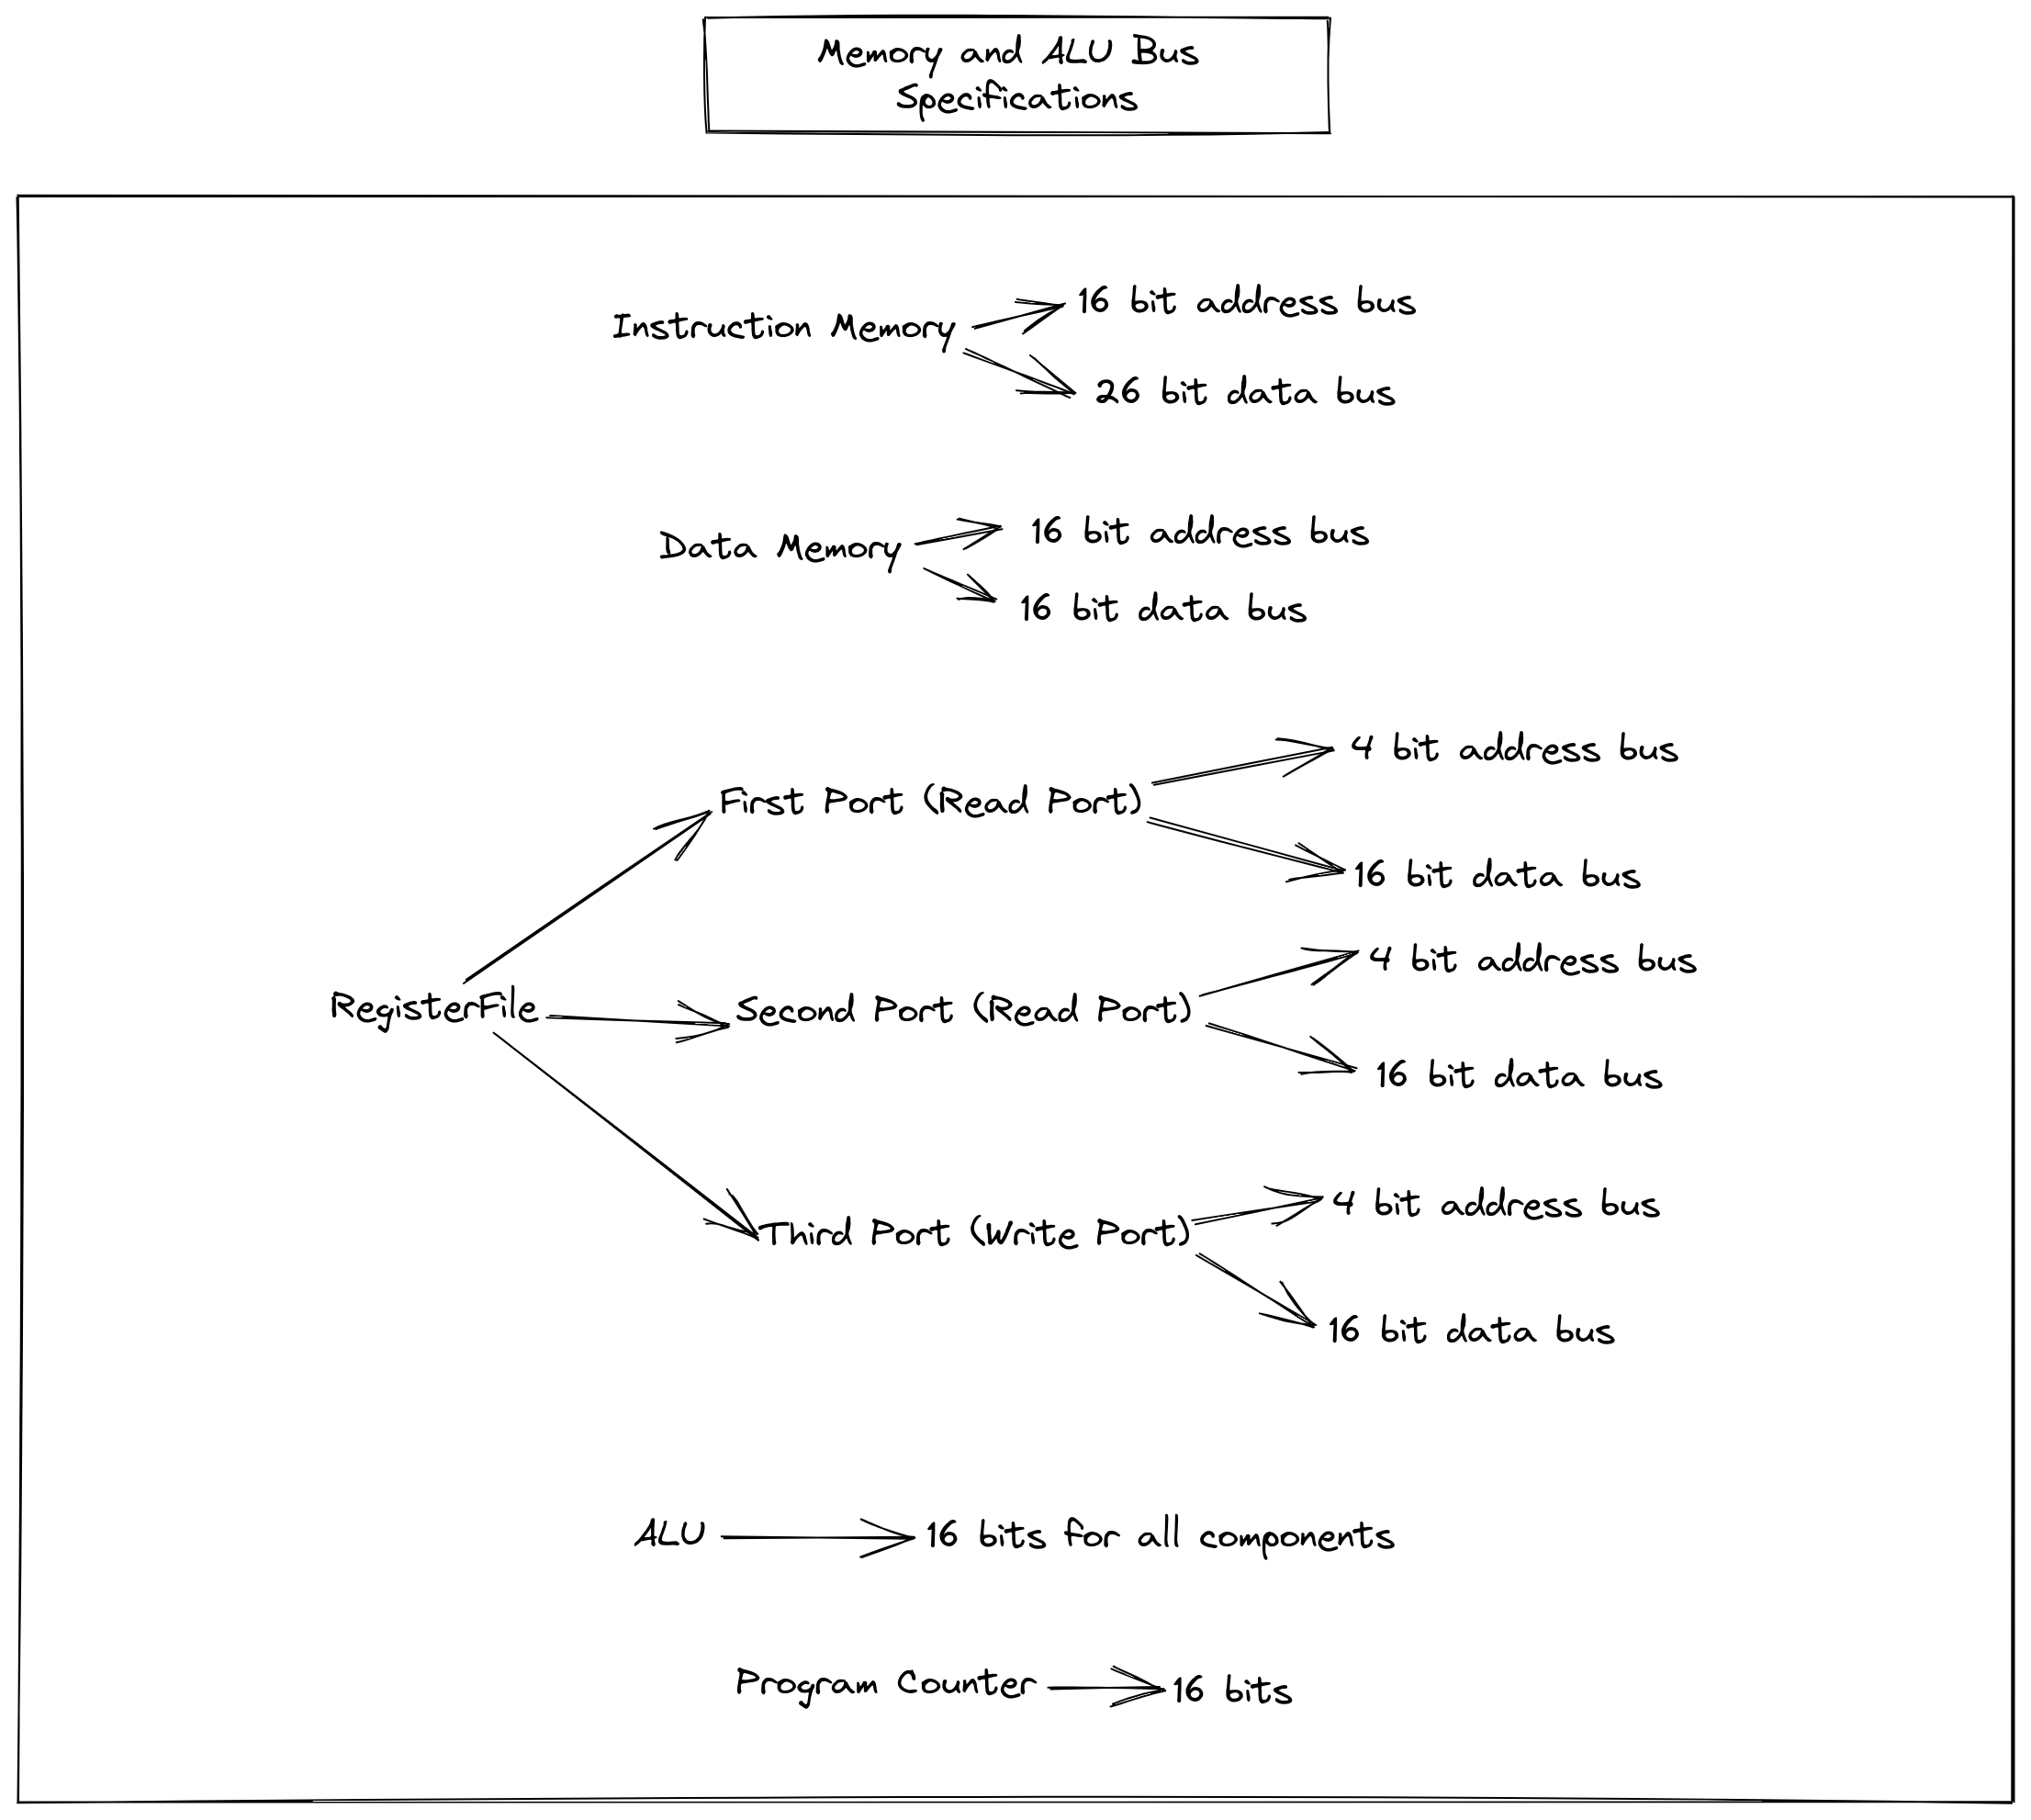 Memory and ALU Bus
Specifications
Instruction Memory
16 bit address bus
26 bit data bus
Data Memory
16 bit address bus
16 bit data bus
RegisterFile
First Port (Read Port)
4 bit address bus
16 bit data bus
Second Port (Read Port)
4 bit address bus
16 bit data bus
Third Port (Write Port)
4 bit address bus
16 bit data bus
ALU
16 bits for all components
Program Counter
16 bits